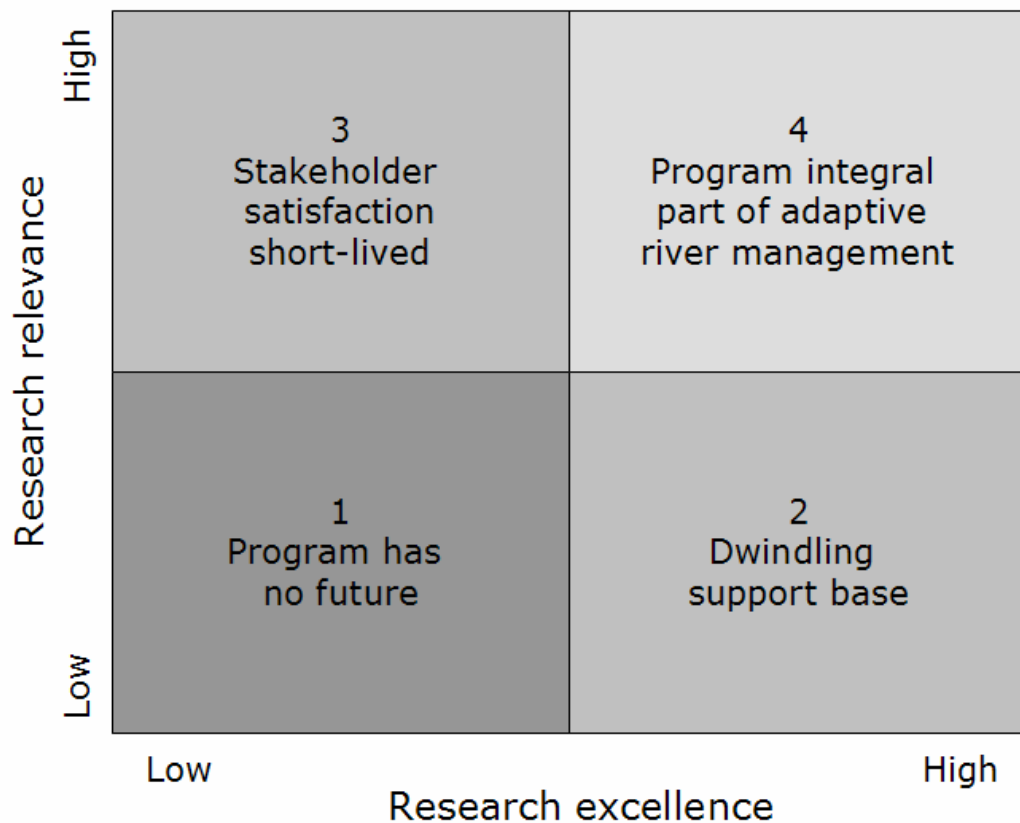 High
3
Stakeholder
satisfaction
short-lived
4
Program integral
part of adaptive
river management
Research relevance
1
Program has
no future
2
Dwindling
support base
Low
Low
High
Research excellence